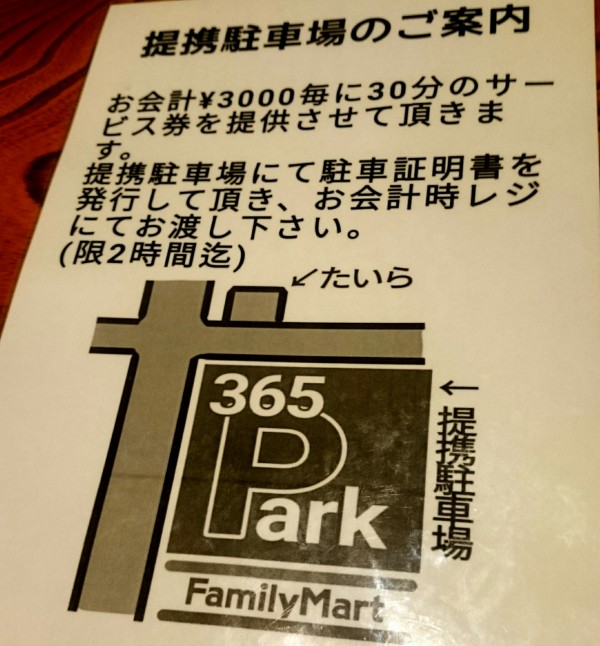 提携駐車場のご案内
お会計¥3000毎に30分のサー
ビス券を提供させて頂きま
す。
提携駐車場にて駐車証明書を
発行して頂き、お会計時レジ
にてお渡し下さい。
(限2時間迄)
↙たいら
365
Park
←提携駐車場
FamilyMart